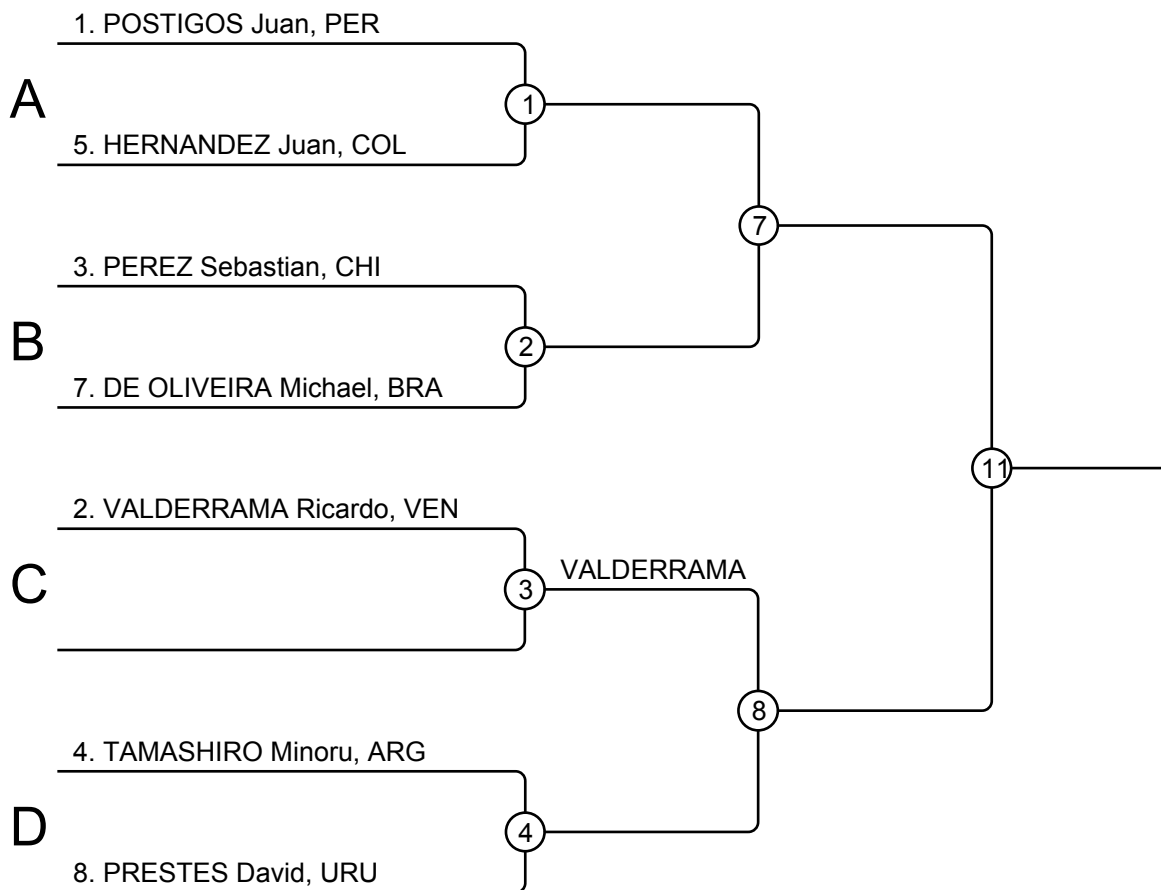 1. POSTIGOS Juan, PER
A
1
5. HERNANDEZ Juan, COL
7
3. PEREZ Sebastian, CHI
B
2
7. DE OLIVEIRA Michael, BRA
11
2. VALDERRAMA Ricardo, VEN
C
3
VALDERRAMA
8
4. TAMASHIRO Minoru, ARG
D
4
8. PRESTES David, URU